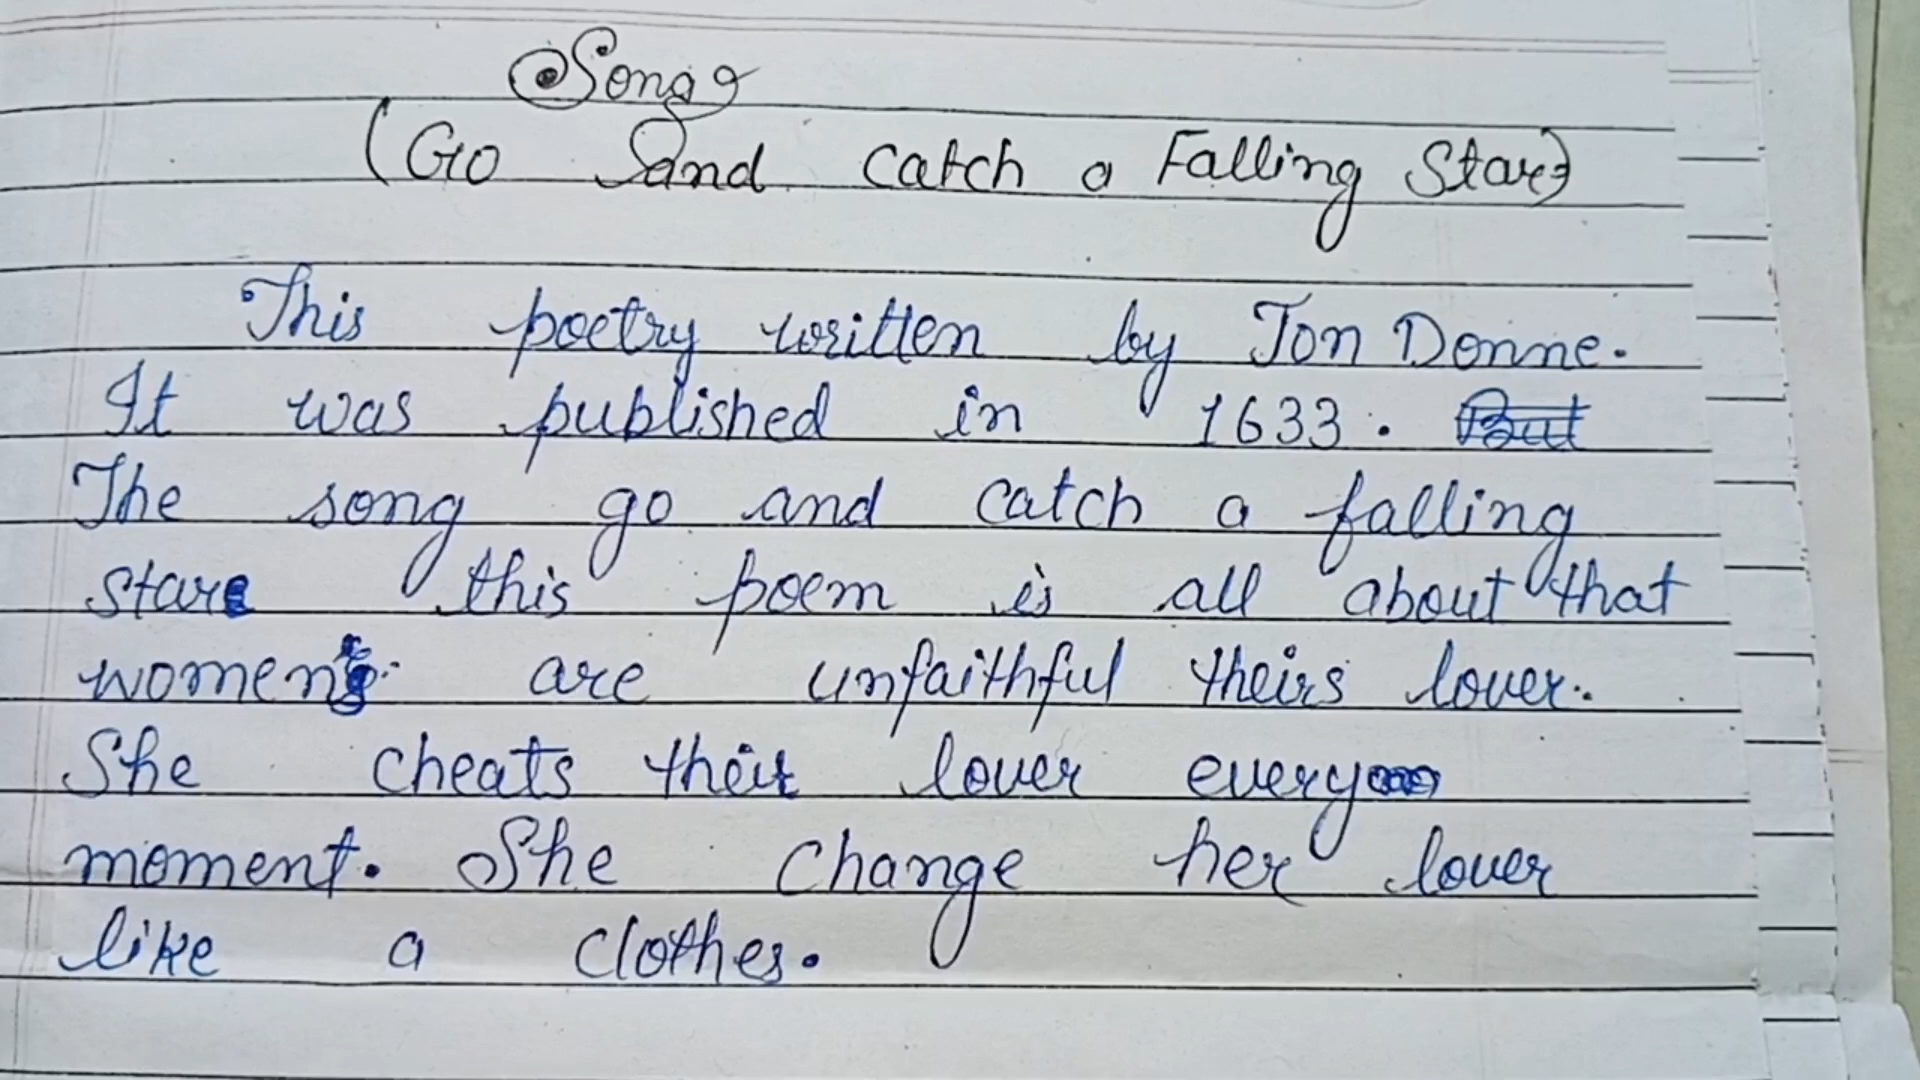 Song
(Go and catch a Falling Star)
This poetry written by Jon Donne.
It was published in 1633. But
The song go and catch a falling
star this poem is all about that
women are unfaithful theirs lover.
She cheats their lover every
moment. She change her lover
like a clothes.